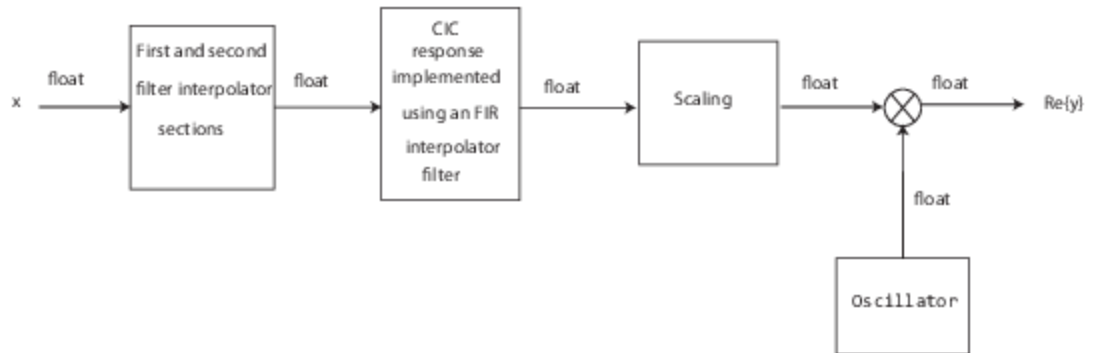 x
float
First and second
filter interpolator
sections
float
CIC
response
implemented
using an FIR
interpolator
filter
float
Scaling
float
float
Re{y}
float
Oscillator